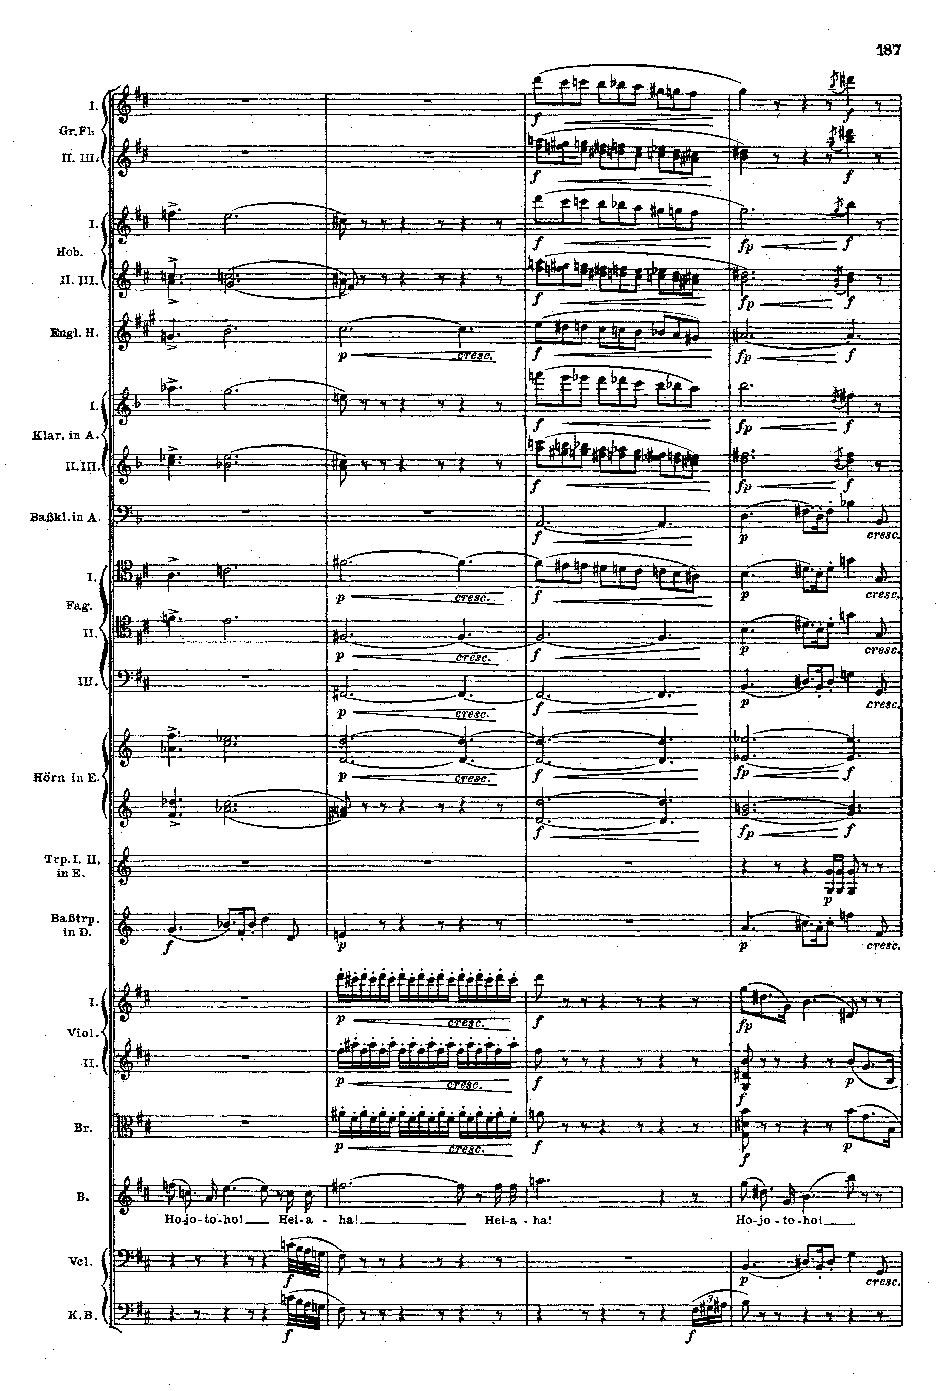 187
I.
Gr. Fl.
II. III.
f
f
f
f
I.
Hob.
f
fp
f
II. III.
f
fp
f
Engl. H.
p
cresc.
f
fp
f
I.
Klar. in A.
f
fp
f
II. III.
f
fp
f
Baßkl. in A.
f
p
cresc.
I.
Fag.
p
cresc.
f
p
cresc.
II.
p
cresc.
f
p
cresc.
III.
p
cresc.
f
p
cresc.
Hörn. in E.
p
cresc.
f
fp
f
f
fp
f
Trp. I. II.
in E.
p
Baßtrp.
in D.
f
p
p
cresc.
I.
Viol.
p
cresc.
f
fp
II.
p
cresc.
f
f
p
Br.
p
cresc.
f
f
p
B.
Ho-jo-to-ho! Hei-a - ha! Hei-a - ha! Ho-jo-to-ho!
Vcl.
f
p
cresc.
K.B.
f
f